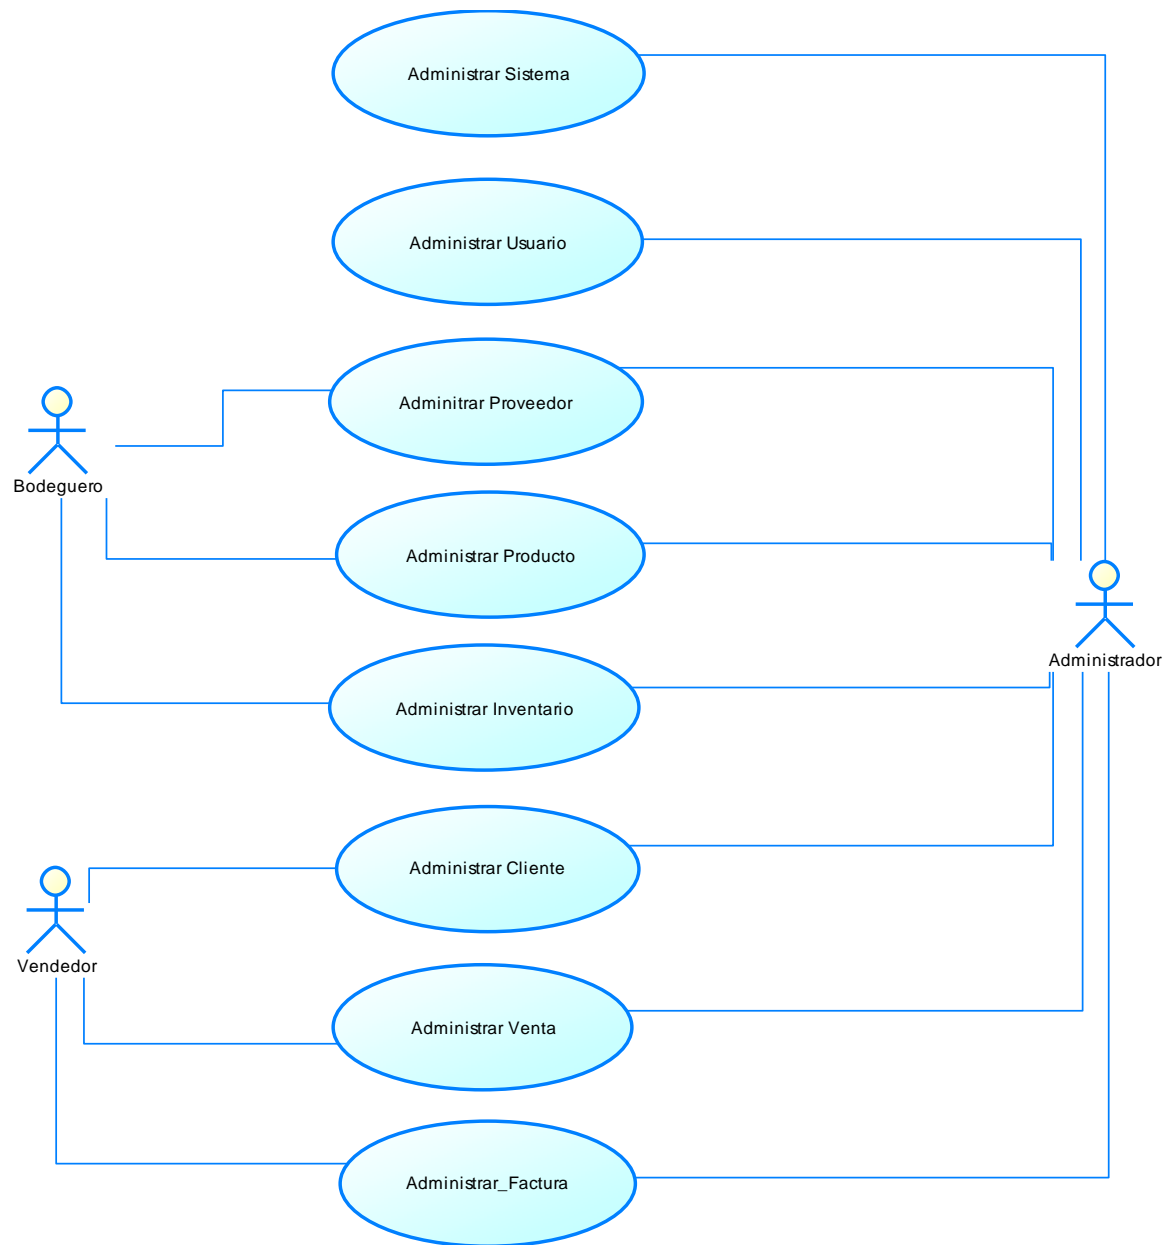 Administrar Sistema
Administrar Usuario
Adminitrar Proveedor
Bodeguero
Administrar Producto
Administrador
Administrar Inventario
Administrar Cliente
Vendedor
Administrar Venta
Administrar_Factura